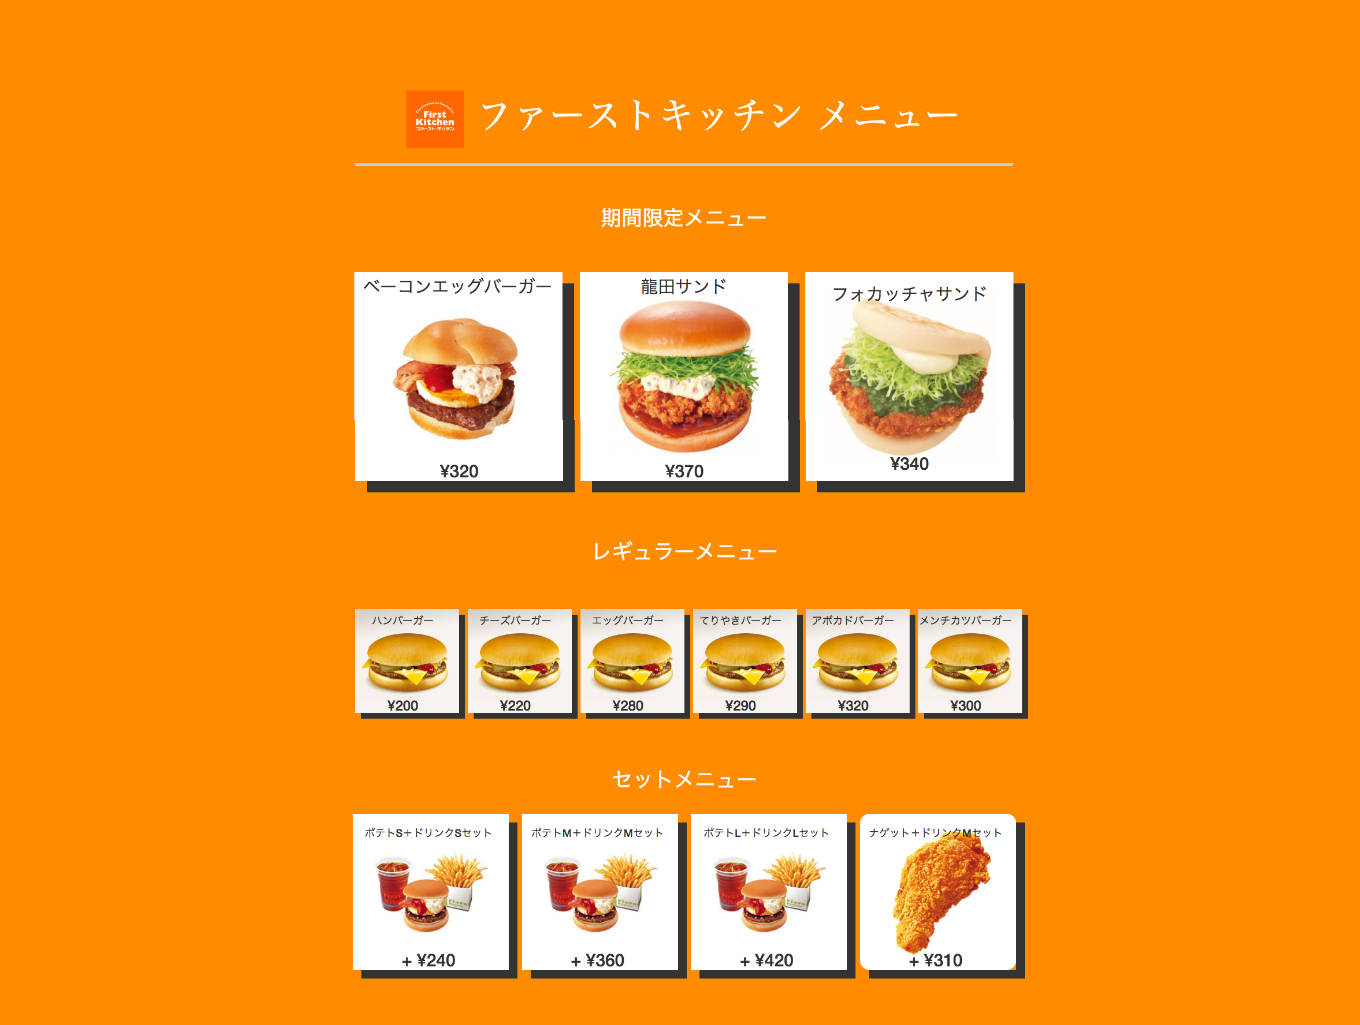 First
Kitchen
ファースト キッチン
ファーストキッチン メニュー
期間限定メニュー
ベーコンエッグバーガー
¥320
龍田サンド
¥370
フォカッチャサンド
¥340
レギュラーメニュー
ハンバーガー
¥200
チーズバーガー
¥220
エッグバーガー
¥280
てりやきバーガー
¥290
アボカドバーガー
¥320
メンチカツバーガー
¥300
セットメニュー
ポテトS＋ドリンクSセット
+ ¥240
ポテトM＋ドリンクMセット
+ ¥360
ポテトL＋ドリンクLセット
+ ¥420
ナゲット＋ドリンクMセット
+ ¥310